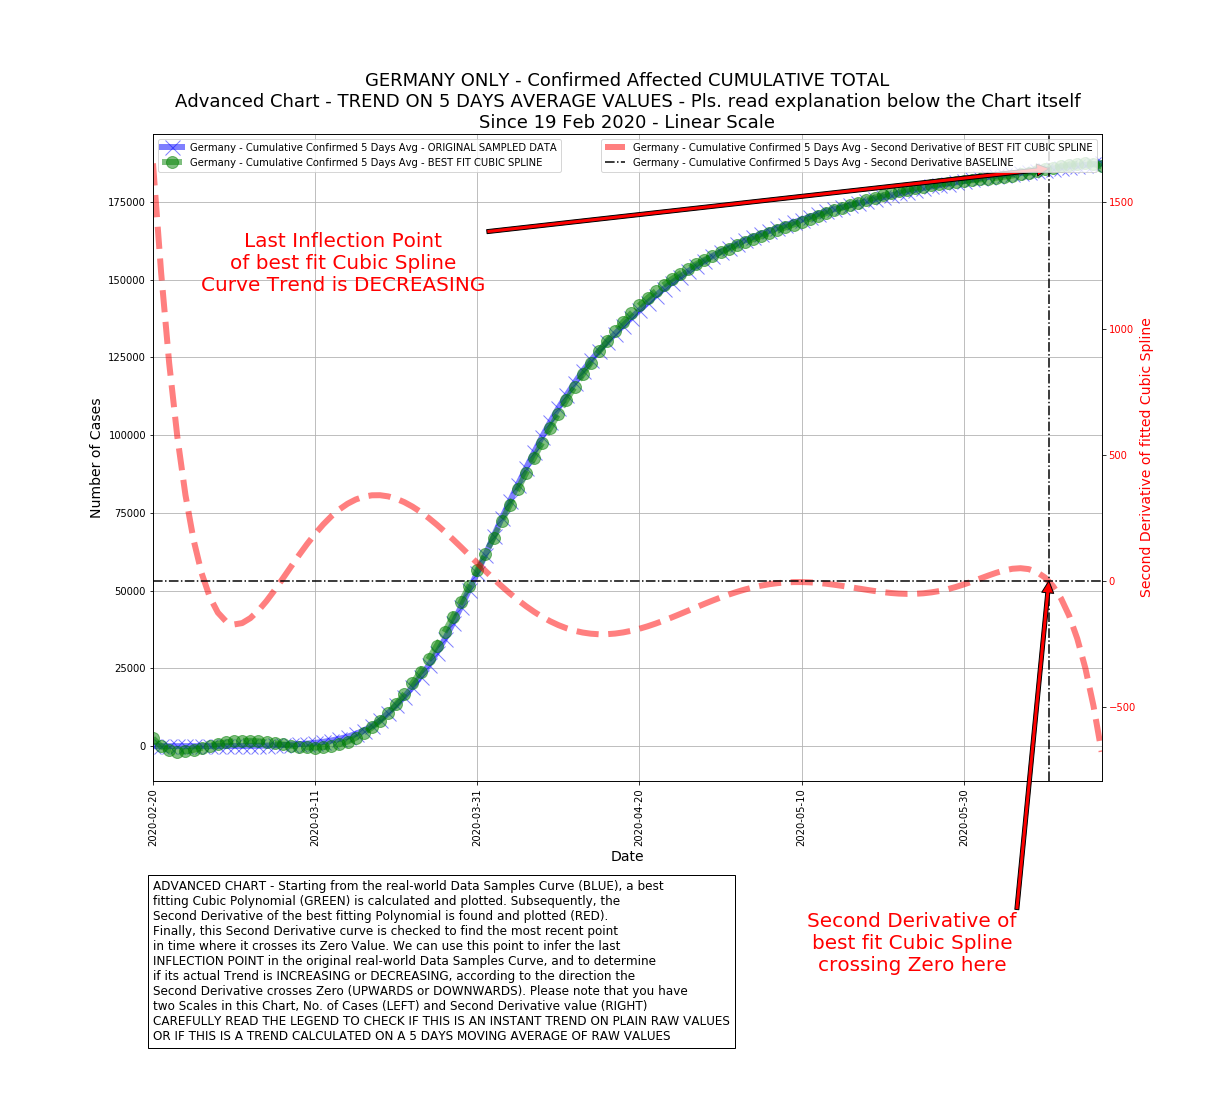 GERMANY ONLY - Confirmed Affected CUMULATIVE TOTAL
Advanced Chart - TREND ON 5 DAYS AVERAGE VALUES - Pls. read explanation below the Chart itself
Since 19 Feb 2020 - Linear Scale
Germany - Cumulative Confirmed 5 Days Avg - ORIGINAL SAMPLED DATA
Germany - Cumulative Confirmed 5 Days Avg - BEST FIT CUBIC SPLINE
Germany - Cumulative Confirmed 5 Days Avg - Second Derivative of BEST FIT CUBIC SPLINE
Germany - Cumulative Confirmed 5 Days Avg - Second Derivative BASELINE
Last Inflection Point
of best fit Cubic Spline
Curve Trend is DECREASING
Number of Cases
175000
150000
125000
100000
75000
50000
25000
0
1500
1000
500
0
−500
Second Derivative of fitted Cubic Spline
2020-02-20
2020-03-11
2020-03-31
2020-04-20
2020-05-10
2020-05-30
Date
ADVANCED CHART - Starting from the real-world Data Samples Curve (BLUE), a best
fitting Cubic Polynomial (GREEN) is calculated and plotted. Subsequently, the
Second Derivative of the best fitting Polynomial is found and plotted (RED).
Finally, this Second Derivative curve is checked to find the most recent point
in time where it crosses its Zero Value. We can use this point to infer the last
INFLECTION POINT in the original real-world Data Samples Curve, and to determine
if its actual Trend is INCREASING or DECREASING, according to the direction the
Second Derivative crosses Zero (UPWARDS or DOWNWARDS). Please note that you have
two Scales in this Chart, No. of Cases (LEFT) and Second Derivative value (RIGHT)
CAREFULLY READ THE LEGEND TO CHECK IF THIS IS AN INSTANT TREND ON PLAIN RAW VALUES
OR IF THIS IS A TREND CALCULATED ON A 5 DAYS MOVING AVERAGE OF RAW VALUES
Second Derivative of
best fit Cubic Spline
crossing Zero here